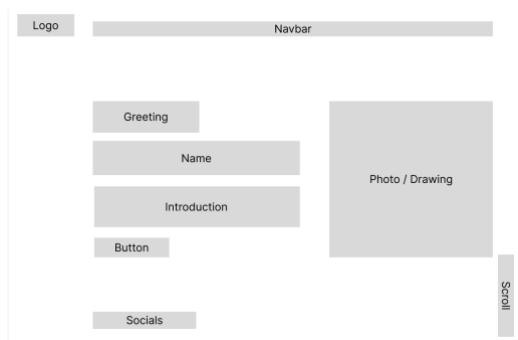 Logo
Navbar
Greeting
Name
Introduction
Button
Photo / Drawing
Scroll
Socials